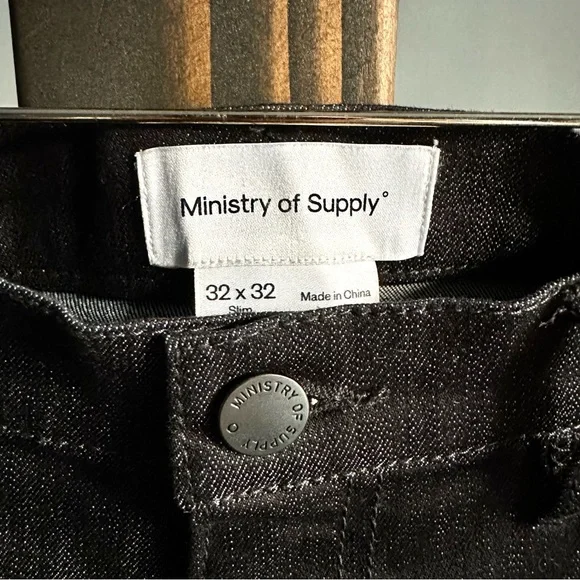 Ministry of Supply°
32 x 32
Slim
Made in China
MINISTRY OF SUPPLY